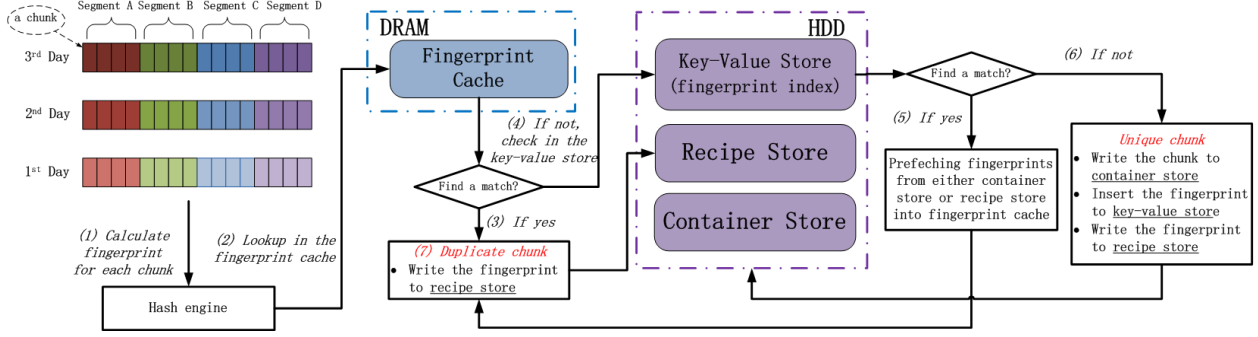 Segment A Segment B Segment C Segment D
a chunk
3rd Day
2nd Day
1st Day
(1) Calculate
fingerprint
for each chunk
(2) Lookup in the
fingerprint cache
Hash engine
DRAM
Fingerprint
Cache
(4) If not,
check in the
key-value store
Find a match?
(3) If yes
(7) Duplicate chunk
• Write the fingerprint
to recipe store
HDD
Key-Value Store
(fingerprint index)
Recipe Store
Container Store
Find a match?
(5) If yes
(6) If not
Prefeching fingerprints
from either container
store or recipe store
into fingerprint cache
Unique chunk
• Write the chunk to
container store
• Insert the fingerprint
to key-value store
• Write the fingerprint
to recipe store